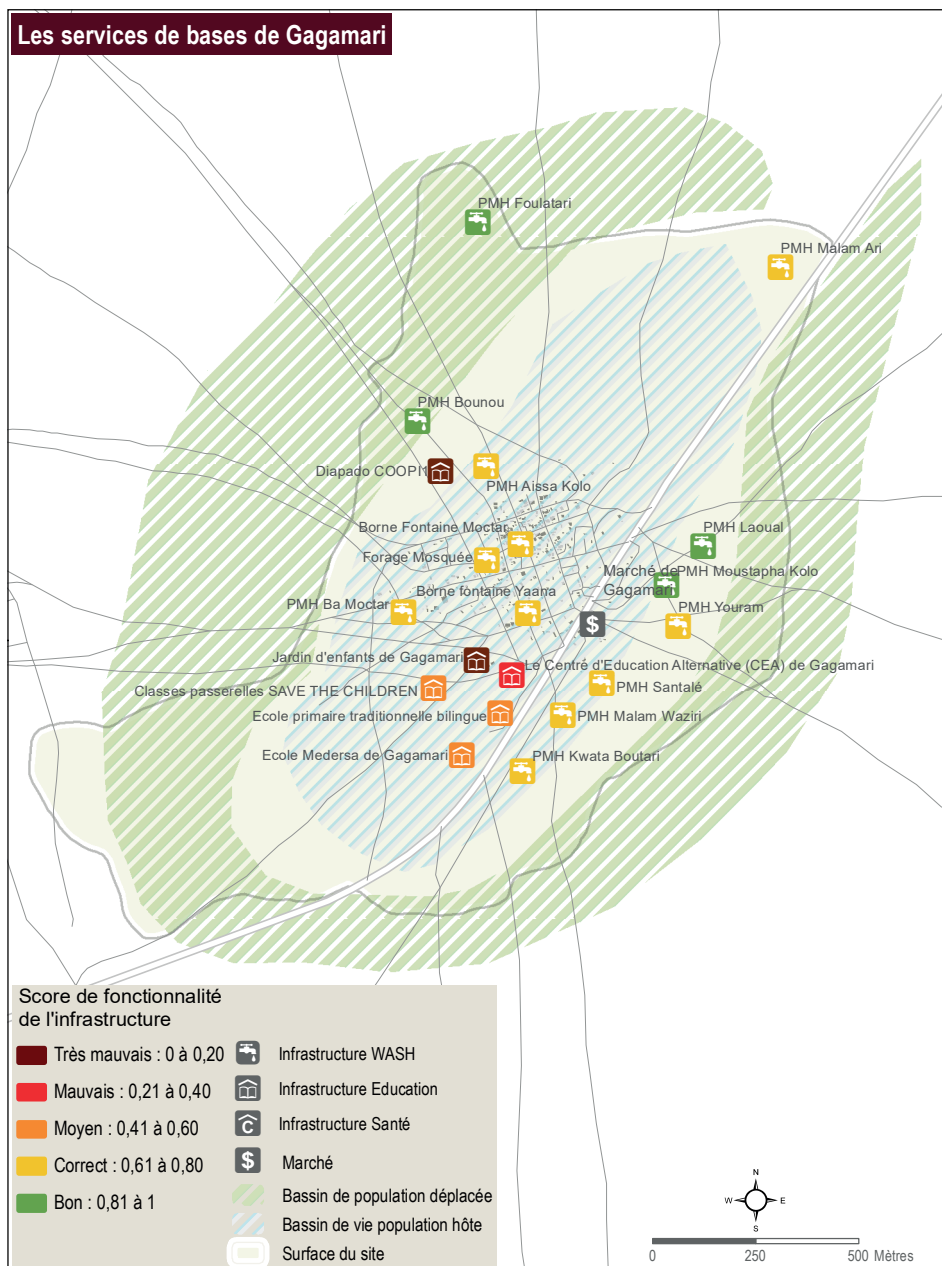 Les services de bases de Gagamari
PMH Foulatari
PMH Malam Ari
PMH Bounou
Diapado COOPI1
PMH Aissa Kolo
Borne Fontaine Moctar
PMH Laoual
Forage Mosquée
Marché de
Gagamari
PMH Moustapha Kolo
Borne fontaine Yaana
PMH Ba Moctar
PMH Youram
$
Jardin d'enfants de Gagamari
Le Centré d'Education Alternative (CEA) de Gagamari
Classes passerelles SAVE THE CHILDREN
PMH Santalé
Ecole primaire traditionnelle bilingue
PMH Malam Waziri
Ecole Medersa de Gagamari
PMH Kwata Boutari
Score de fonctionnalité
de l'infrastructure
Très mauvais : 0 à 0,20
Mauvais : 0,21 à 0,40
Moyen : 0,41 à 0,60
Correct : 0,61 à 0,80
Bon : 0,81 à 1
Infrastructure WASH
Infrastructure Education
C
Infrastructure Santé
$
Marché
Bassin de population déplacée
Bassin de vie population hôte
Surface du site
N
W
E
S
0 250 500 Mètres